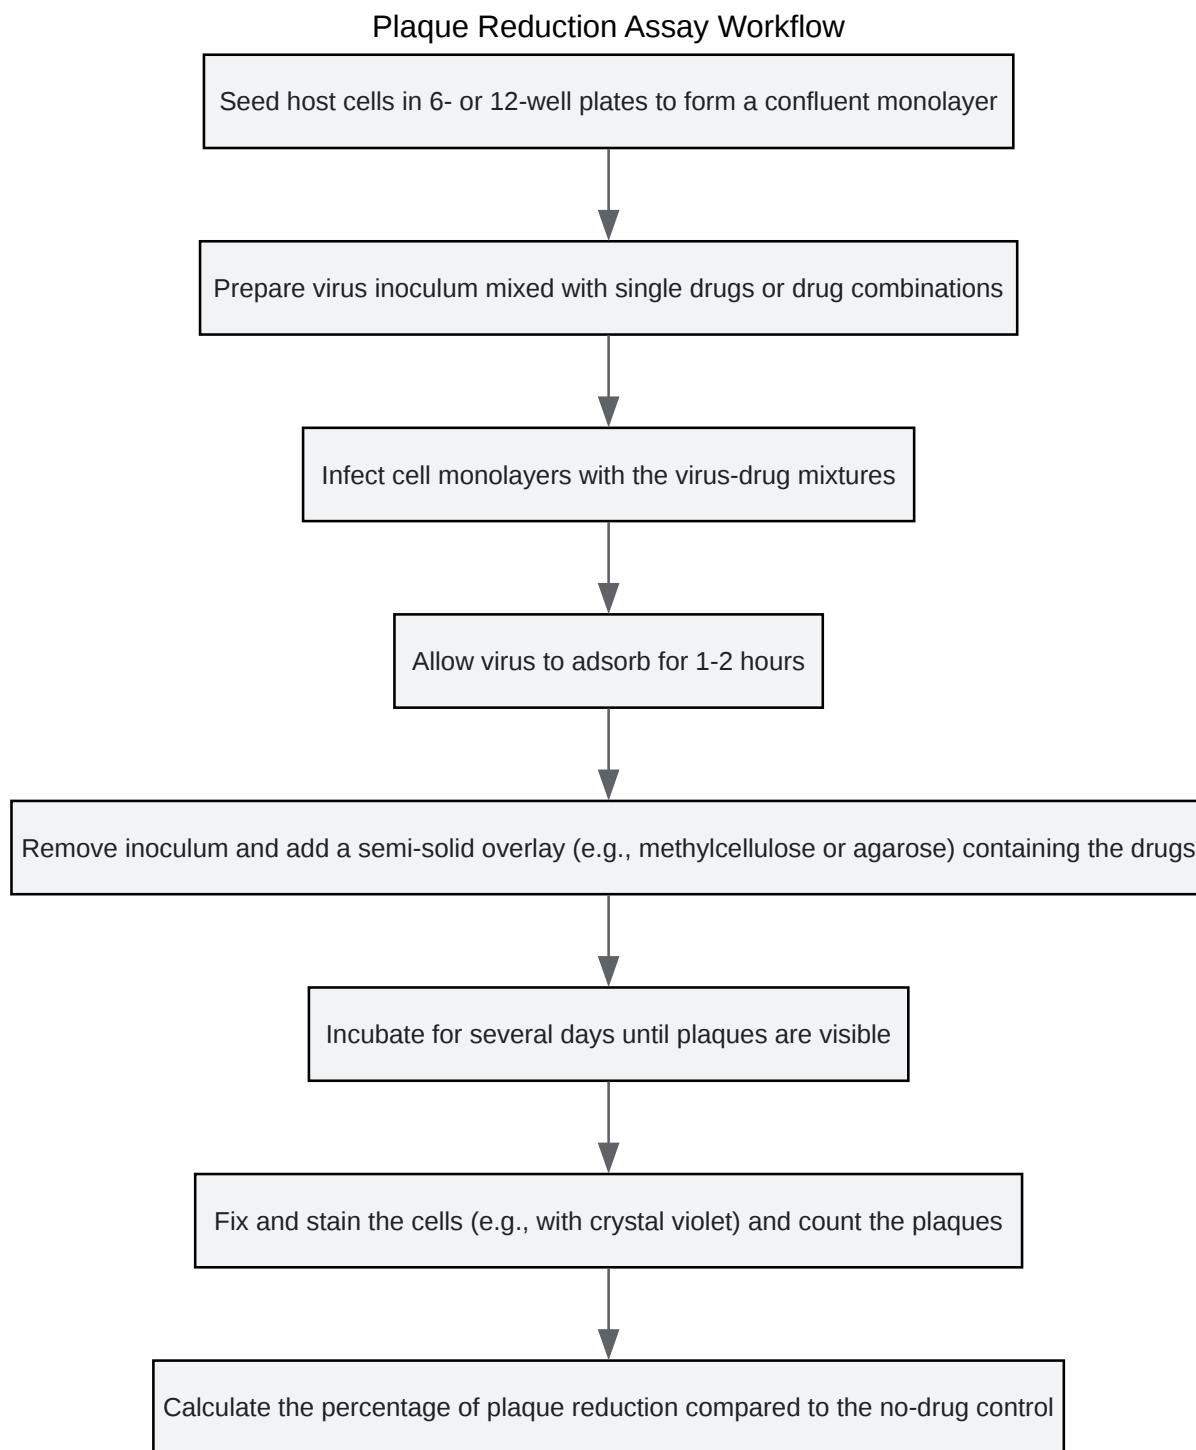 Plaque Reduction Assay Workflow
Seed host cells in 6- or 12-well plates to form a confluent monolayer
Prepare virus inoculum mixed with single drugs or drug combinations
Infect cell monolayers with the virus-drug mixtures
Allow virus to adsorb for 1-2 hours
Remove inoculum and add a semi-solid overlay (e.g., methylcellulose or agarose) containing the drugs
Incubate for several days until plaques are visible
Fix and stain the cells (e.g., with crystal violet) and count the plaques
Calculate the percentage of plaque reduction compared to the no-drug control